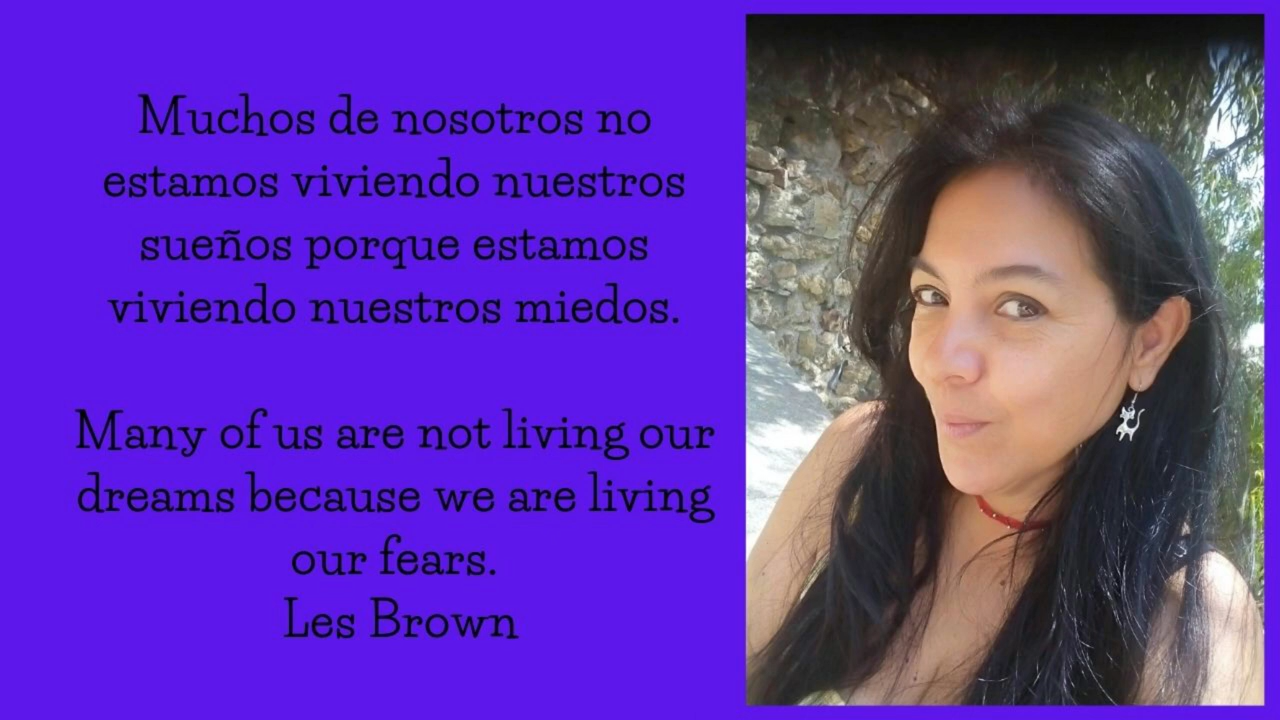 Muchos de nosotros no
estamos viviendo nuestros
sueños porque estamos
viviendo nuestros miedos.
Many of us are not living our
dreams because we are living
our fears.
Les Brown